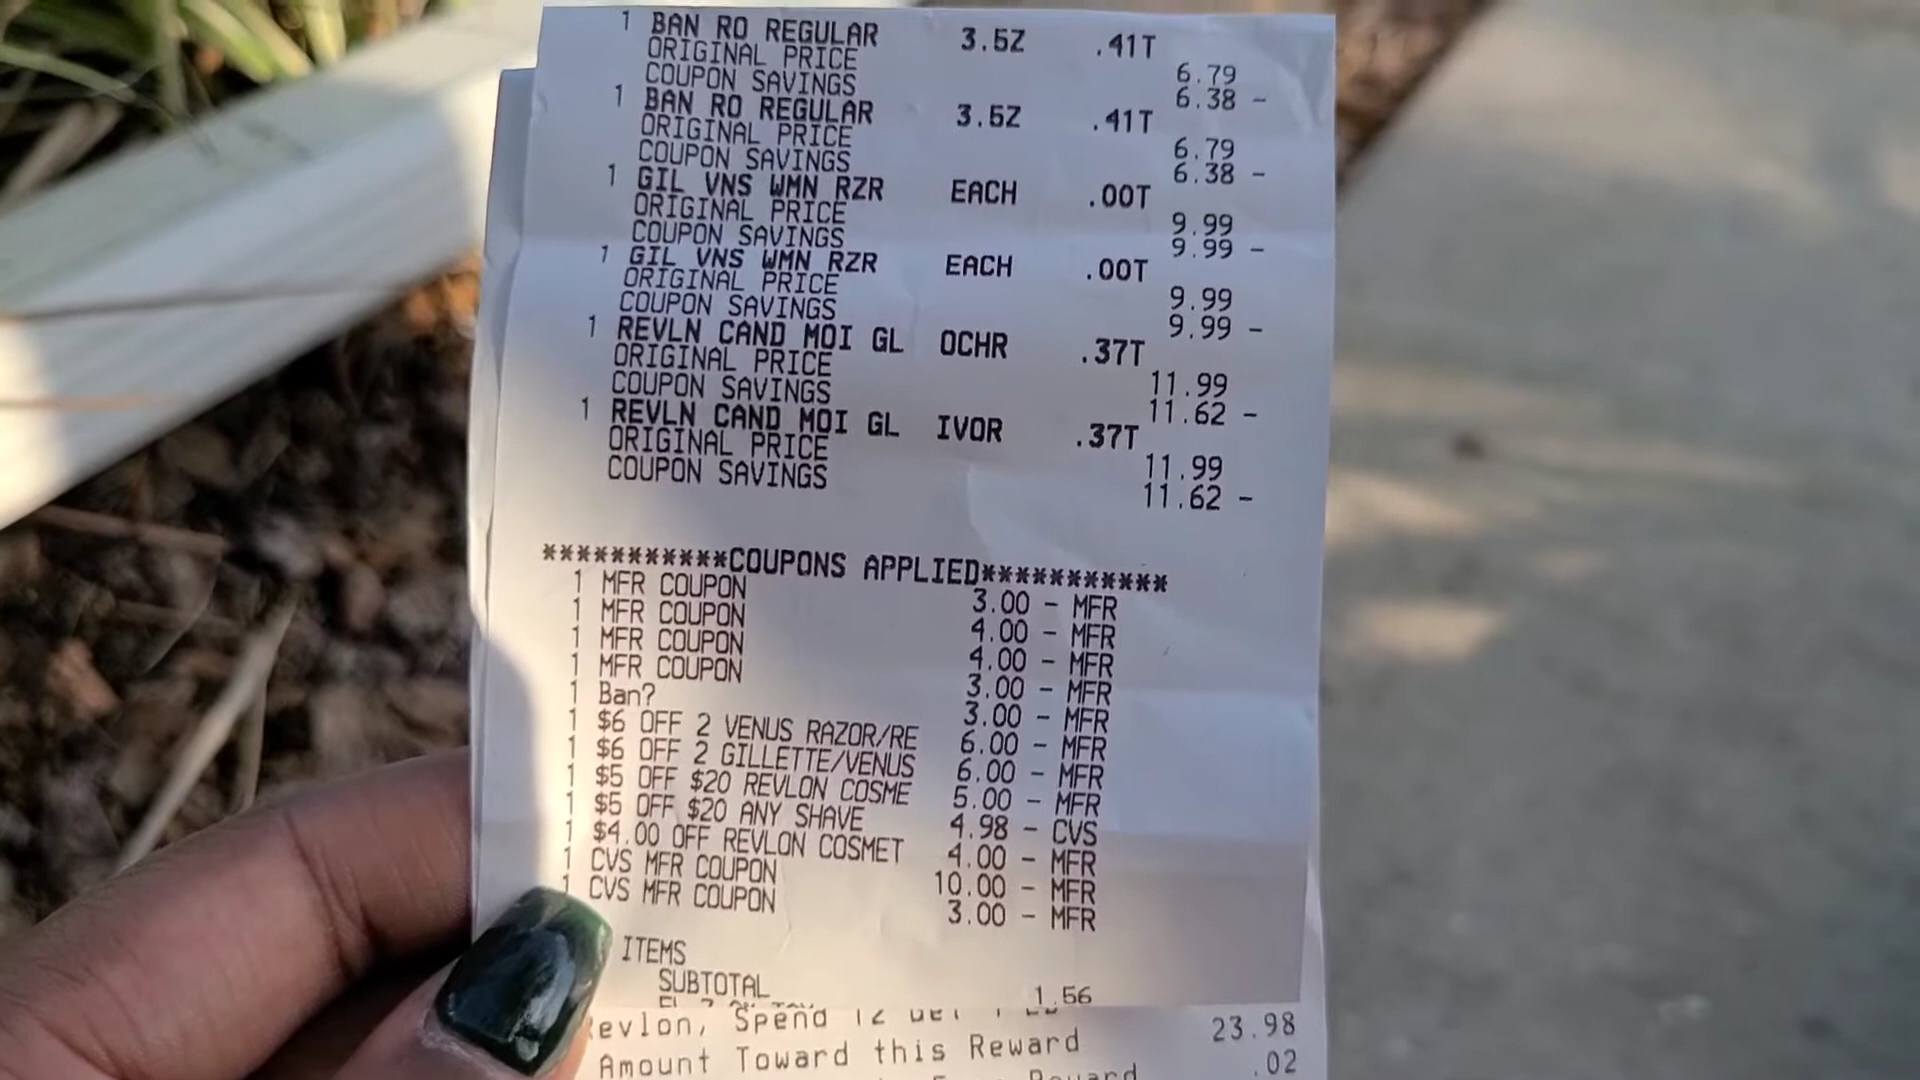 1 BAN RO REGULAR 3.5Z .41T
ORIGINAL PRICE 6.79
COUPON SAVINGS 6.38 -
1 BAN RO REGULAR 3.5Z .41T
ORIGINAL PRICE 6.79
COUPON SAVINGS 6.38 -
1 GIL VNS WMN RZR EACH .00T
ORIGINAL PRICE 9.99
COUPON SAVINGS 9.99 -
1 GIL VNS WMN RZR EACH .00T
ORIGINAL PRICE 9.99
COUPON SAVINGS 9.99 -
1 REVLN CAND MOI GL OCHR .37T
ORIGINAL PRICE 11.99
COUPON SAVINGS 11.62 -
1 REVLN CAND MOI GL IVOR .37T
ORIGINAL PRICE 11.99
COUPON SAVINGS 11.62 -
***********COUPONS APPLIED***********
1 MFR COUPON 3.00 - MFR
1 MFR COUPON 4.00 - MFR
1 MFR COUPON 4.00 - MFR
1 MFR COUPON 3.00 - MFR
1 Ban? 3.00 - MFR
1 $6 OFF 2 VENUS RAZOR/RE 6.00 - MFR
1 $6 OFF 2 GILLETTE/VENUS 6.00 - MFR
1 $5 OFF $20 REVLON COSME 5.00 - MFR
1 $5 OFF $20 ANY SHAVE 4.98 - CVS
1 $4.00 OFF REVLON COSMET 4.00 - MFR
1 CVS MFR COUPON 10.00 - MFR
1 CVS MFR COUPON 3.00 - MFR
ITEMS
SUBTOTAL 1.56
Revlon, Spend 12 23.98
Amount Toward this Reward .02